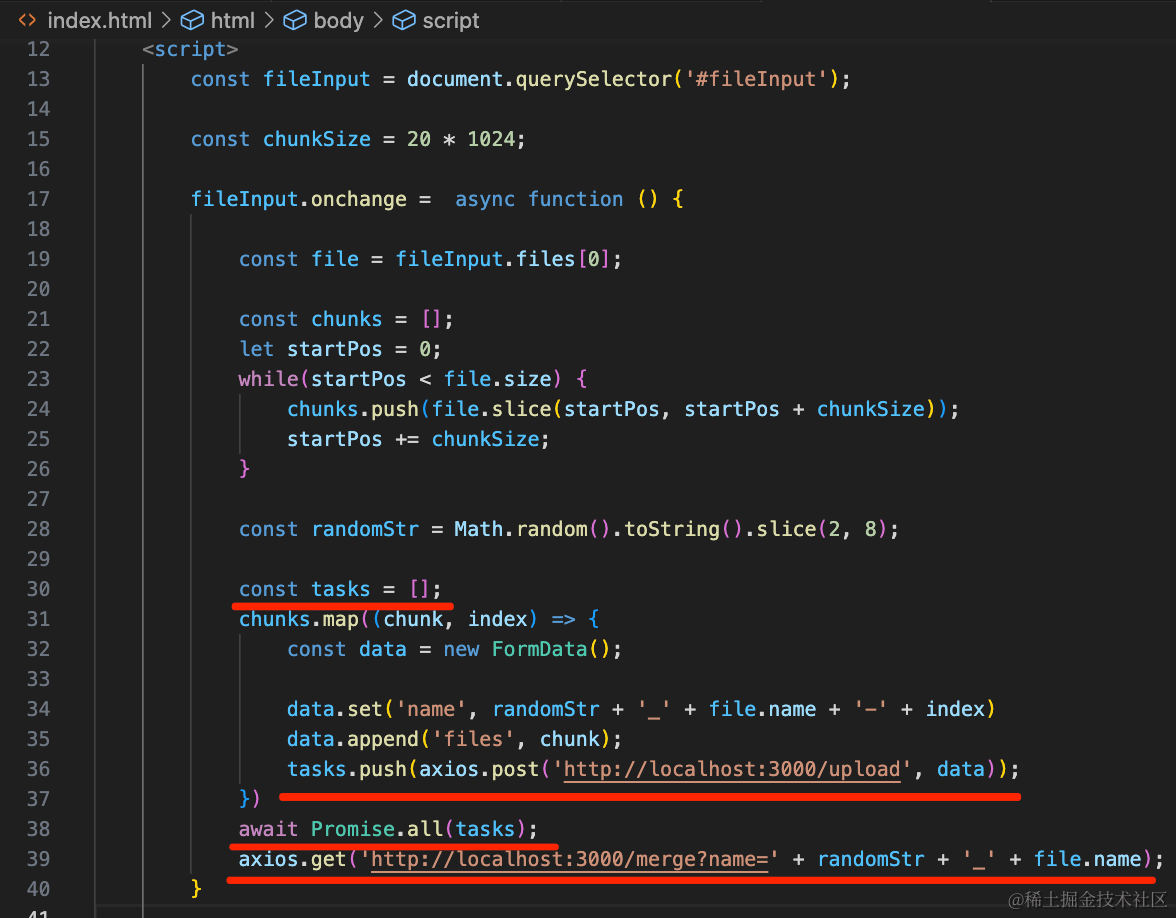 index.html > html > body > script
12 <script>
13 const fileInput = document.querySelector('#fileInput');
14
15 const chunkSize = 20 * 1024;
16
17 fileInput.onchange =  async function () {
18
19 const file = fileInput.files[0];
20
21 const chunks = [];
22 let startPos = 0;
23 while(startPos < file.size) {
24 chunks.push(file.slice(startPos, startPos + chunkSize));
25 startPos += chunkSize;
26 }
27
28 const randomStr = Math.random().toString().slice(2, 8);
29
30 const tasks = [];
31 chunks.map((chunk, index) => {
32 const data = new FormData();
33
34 data.set('name', randomStr + '_' + file.name + '-' + index)
35 data.append('files', chunk);
36 tasks.push(axios.post('http://localhost:3000/upload', data));
37 })
38 await Promise.all(tasks);
39 axios.get('http://localhost:3000/merge?name=' + randomStr + '_' + file.name);
40 }
41
@稀土掘金技术社区